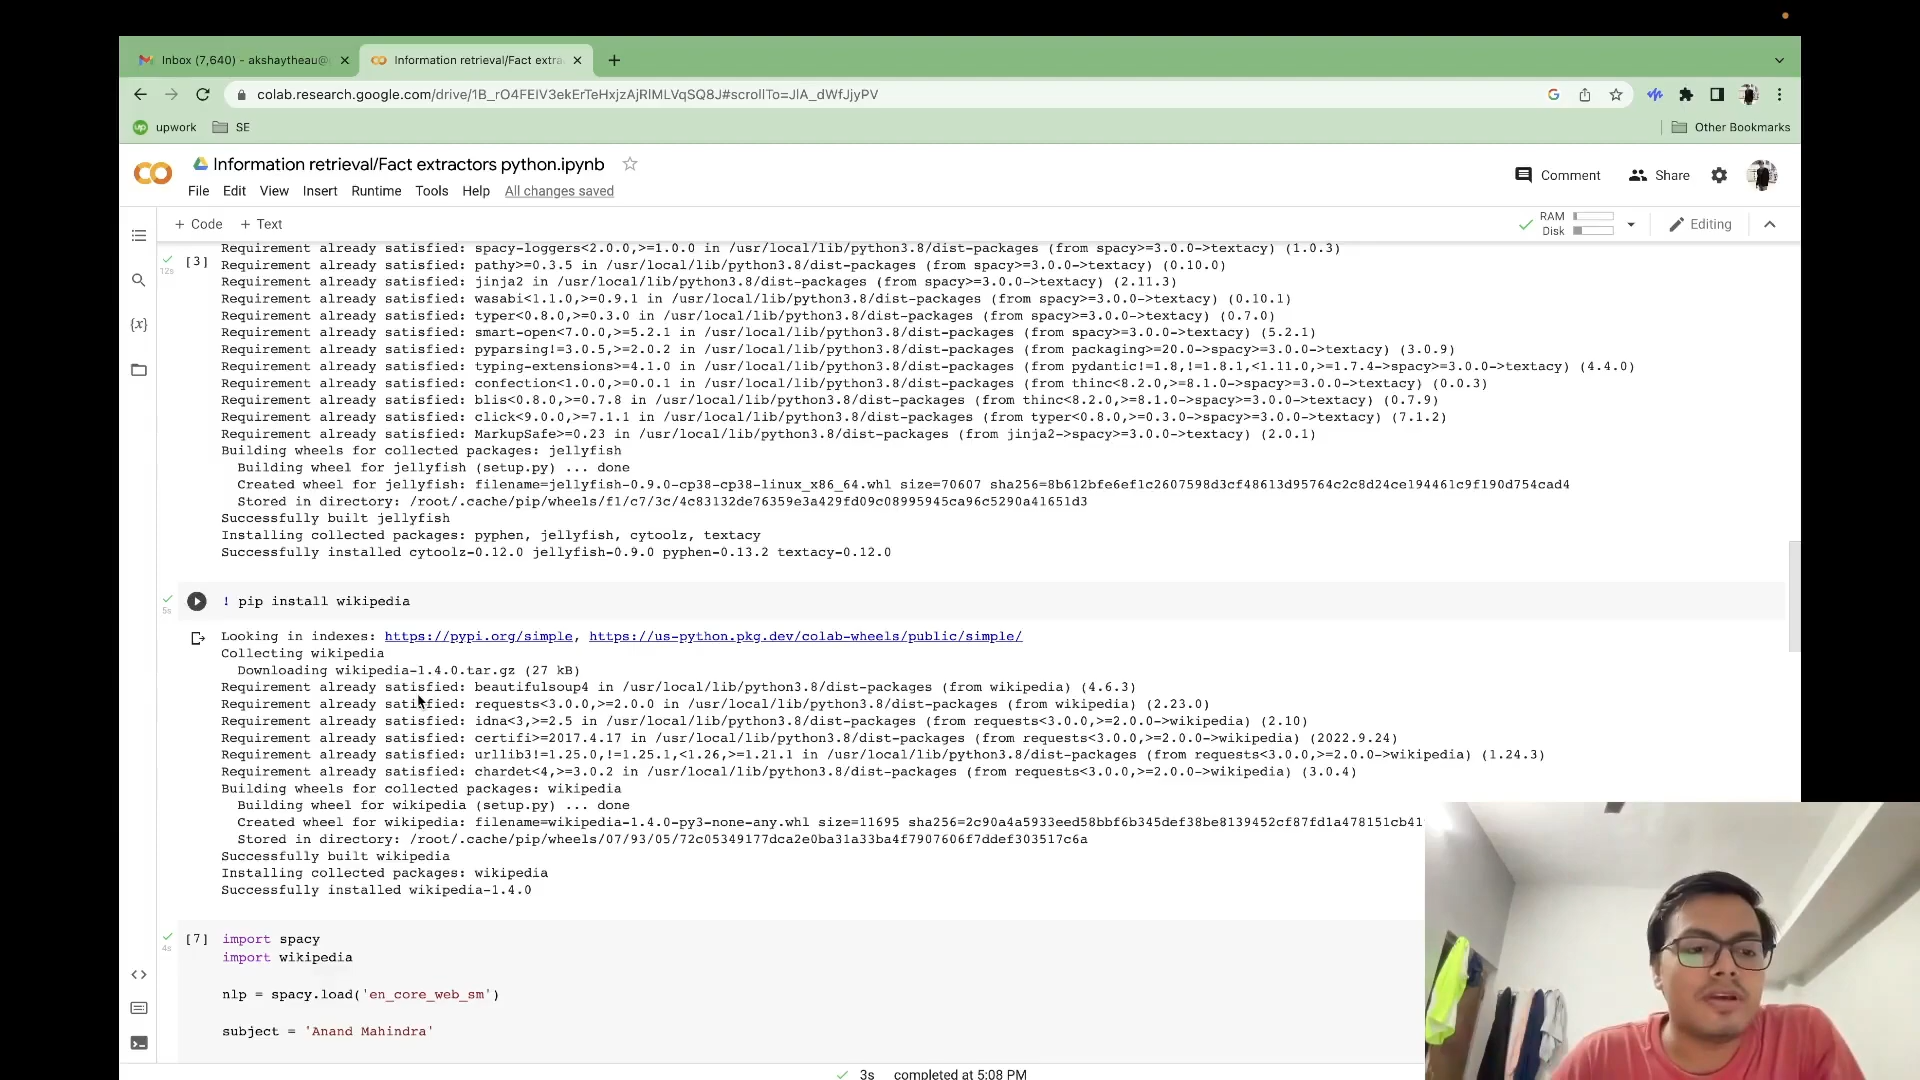 Inbox (7,640) - akshaytheau@
Information retrieval/Fact extra
colab.research.google.com/drive/1B_rO4FEIV3ekErTeHxjzAjRlMLVqSQ8J#scrollTo=JIA_dWfJjyPV
upwork
SE
Other Bookmarks
Information retrieval/Fact extractors python.ipynb
Comment
Share
File Edit View Insert Runtime Tools Help All changes saved
+ Code + Text
RAM
Disk
Editing
Requirement already satisfied: spacy-loggers<2.0.0,>=1.0.0 in /usr/local/lib/python3.8/dist-packages (from spacy>=3.0.0->textacy) (1.0.3)
12s
[3]
Requirement already satisfied: pathy>=0.3.5 in /usr/local/lib/python3.8/dist-packages (from spacy>=3.0.0->textacy) (0.10.0)
Requirement already satisfied: jinja2 in /usr/local/lib/python3.8/dist-packages (from spacy>=3.0.0->textacy) (2.11.3)
Requirement already satisfied: wasabi<1.1.0,>=0.9.1 in /usr/local/lib/python3.8/dist-packages (from spacy>=3.0.0->textacy) (0.10.1)
Requirement already satisfied: typer<0.8.0,>=0.3.0 in /usr/local/lib/python3.8/dist-packages (from spacy>=3.0.0->textacy) (0.7.0)
Requirement already satisfied: smart-open<7.0.0,>=5.2.1 in /usr/local/lib/python3.8/dist-packages (from spacy>=3.0.0->textacy) (5.2.1)
Requirement already satisfied: pyparsing!=3.0.5,>=2.0.2 in /usr/local/lib/python3.8/dist-packages (from packaging>=20.0->spacy>=3.0.0->textacy) (3.0.9)
Requirement already satisfied: typing-extensions>=4.1.0 in /usr/local/lib/python3.8/dist-packages (from pydantic!=1.8,!=1.8.1,<1.11.0,>=1.7.4->spacy>=3.0.0->textacy) (4.4.0)
Requirement already satisfied: confection<1.0.0,>=0.0.1 in /usr/local/lib/python3.8/dist-packages (from thinc<8.2.0,>=8.1.0->spacy>=3.0.0->textacy) (0.0.3)
Requirement already satisfied: blis<0.8.0,>=0.7.8 in /usr/local/lib/python3.8/dist-packages (from thinc<8.2.0,>=8.1.0->spacy>=3.0.0->textacy) (0.7.9)
Requirement already satisfied: click<9.0.0,>=7.1.1 in /usr/local/lib/python3.8/dist-packages (from typer<0.8.0,>=0.3.0->spacy>=3.0.0->textacy) (7.1.2)
Requirement already satisfied: MarkupSafe>=0.23 in /usr/local/lib/python3.8/dist-packages (from jinja2->spacy>=3.0.0->textacy) (2.0.1)
Building wheels for collected packages: jellyfish
Building wheel for jellyfish (setup.py) ... done
Created wheel for jellyfish: filename=jellyfish-0.9.0-cp38-cp38-linux_x86_64.whl size=70607 sha256=8b612bfe6ef1c2607598d3cf48613d95764c2c8d24ce194461c9f190d754cad4
Stored in directory: /root/.cache/pip/wheels/f1/c7/3c/4c83132de76359e3a429fd09c08995945ca96c5290a41651d3
Successfully built jellyfish
Installing collected packages: pyphen, jellyfish, cytoolz, textacy
Successfully installed cytoolz-0.12.0 jellyfish-0.9.0 pyphen-0.13.2 textacy-0.12.0
5s
! pip install wikipedia
Looking in indexes: https://pypi.org/simple, https://us-python.pkg.dev/colab-wheels/public/simple/
Collecting wikipedia
Downloading wikipedia-1.4.0.tar.gz (27 kB)
Requirement already satisfied: beautifulsoup4 in /usr/local/lib/python3.8/dist-packages (from wikipedia) (4.6.3)
Requirement already satisfied: requests<3.0.0,>=2.0.0 in /usr/local/lib/python3.8/dist-packages (from wikipedia) (2.23.0)
Requirement already satisfied: idna<3,>=2.5 in /usr/local/lib/python3.8/dist-packages (from requests<3.0.0,>=2.0.0->wikipedia) (2.10)
Requirement already satisfied: certifi>=2017.4.17 in /usr/local/lib/python3.8/dist-packages (from requests<3.0.0,>=2.0.0->wikipedia) (2022.9.24)
Requirement already satisfied: urllib3!=1.25.0,!=1.25.1,<1.26,>=1.21.1 in /usr/local/lib/python3.8/dist-packages (from requests<3.0.0,>=2.0.0->wikipedia) (1.24.3)
Requirement already satisfied: chardet<4,>=3.0.2 in /usr/local/lib/python3.8/dist-packages (from requests<3.0.0,>=2.0.0->wikipedia) (3.0.4)
Building wheels for collected packages: wikipedia
Building wheel for wikipedia (setup.py) ... done
Created wheel for wikipedia: filename=wikipedia-1.4.0-py3-none-any.whl size=11695 sha256=2c90a4a5933eed58bbf6b345def38be8139452cf87fd1a478151cb41
Stored in directory: /root/.cache/pip/wheels/07/93/05/72c05349177dca2e0ba31a33ba4f7907606f7ddef303517c6a
Successfully built wikipedia
Installing collected packages: wikipedia
Successfully installed wikipedia-1.4.0
4s
[7] import spacy
import wikipedia
nlp = spacy.load('en_core_web_sm')
subject = 'Anand Mahindra'
3s completed at 5:08 PM